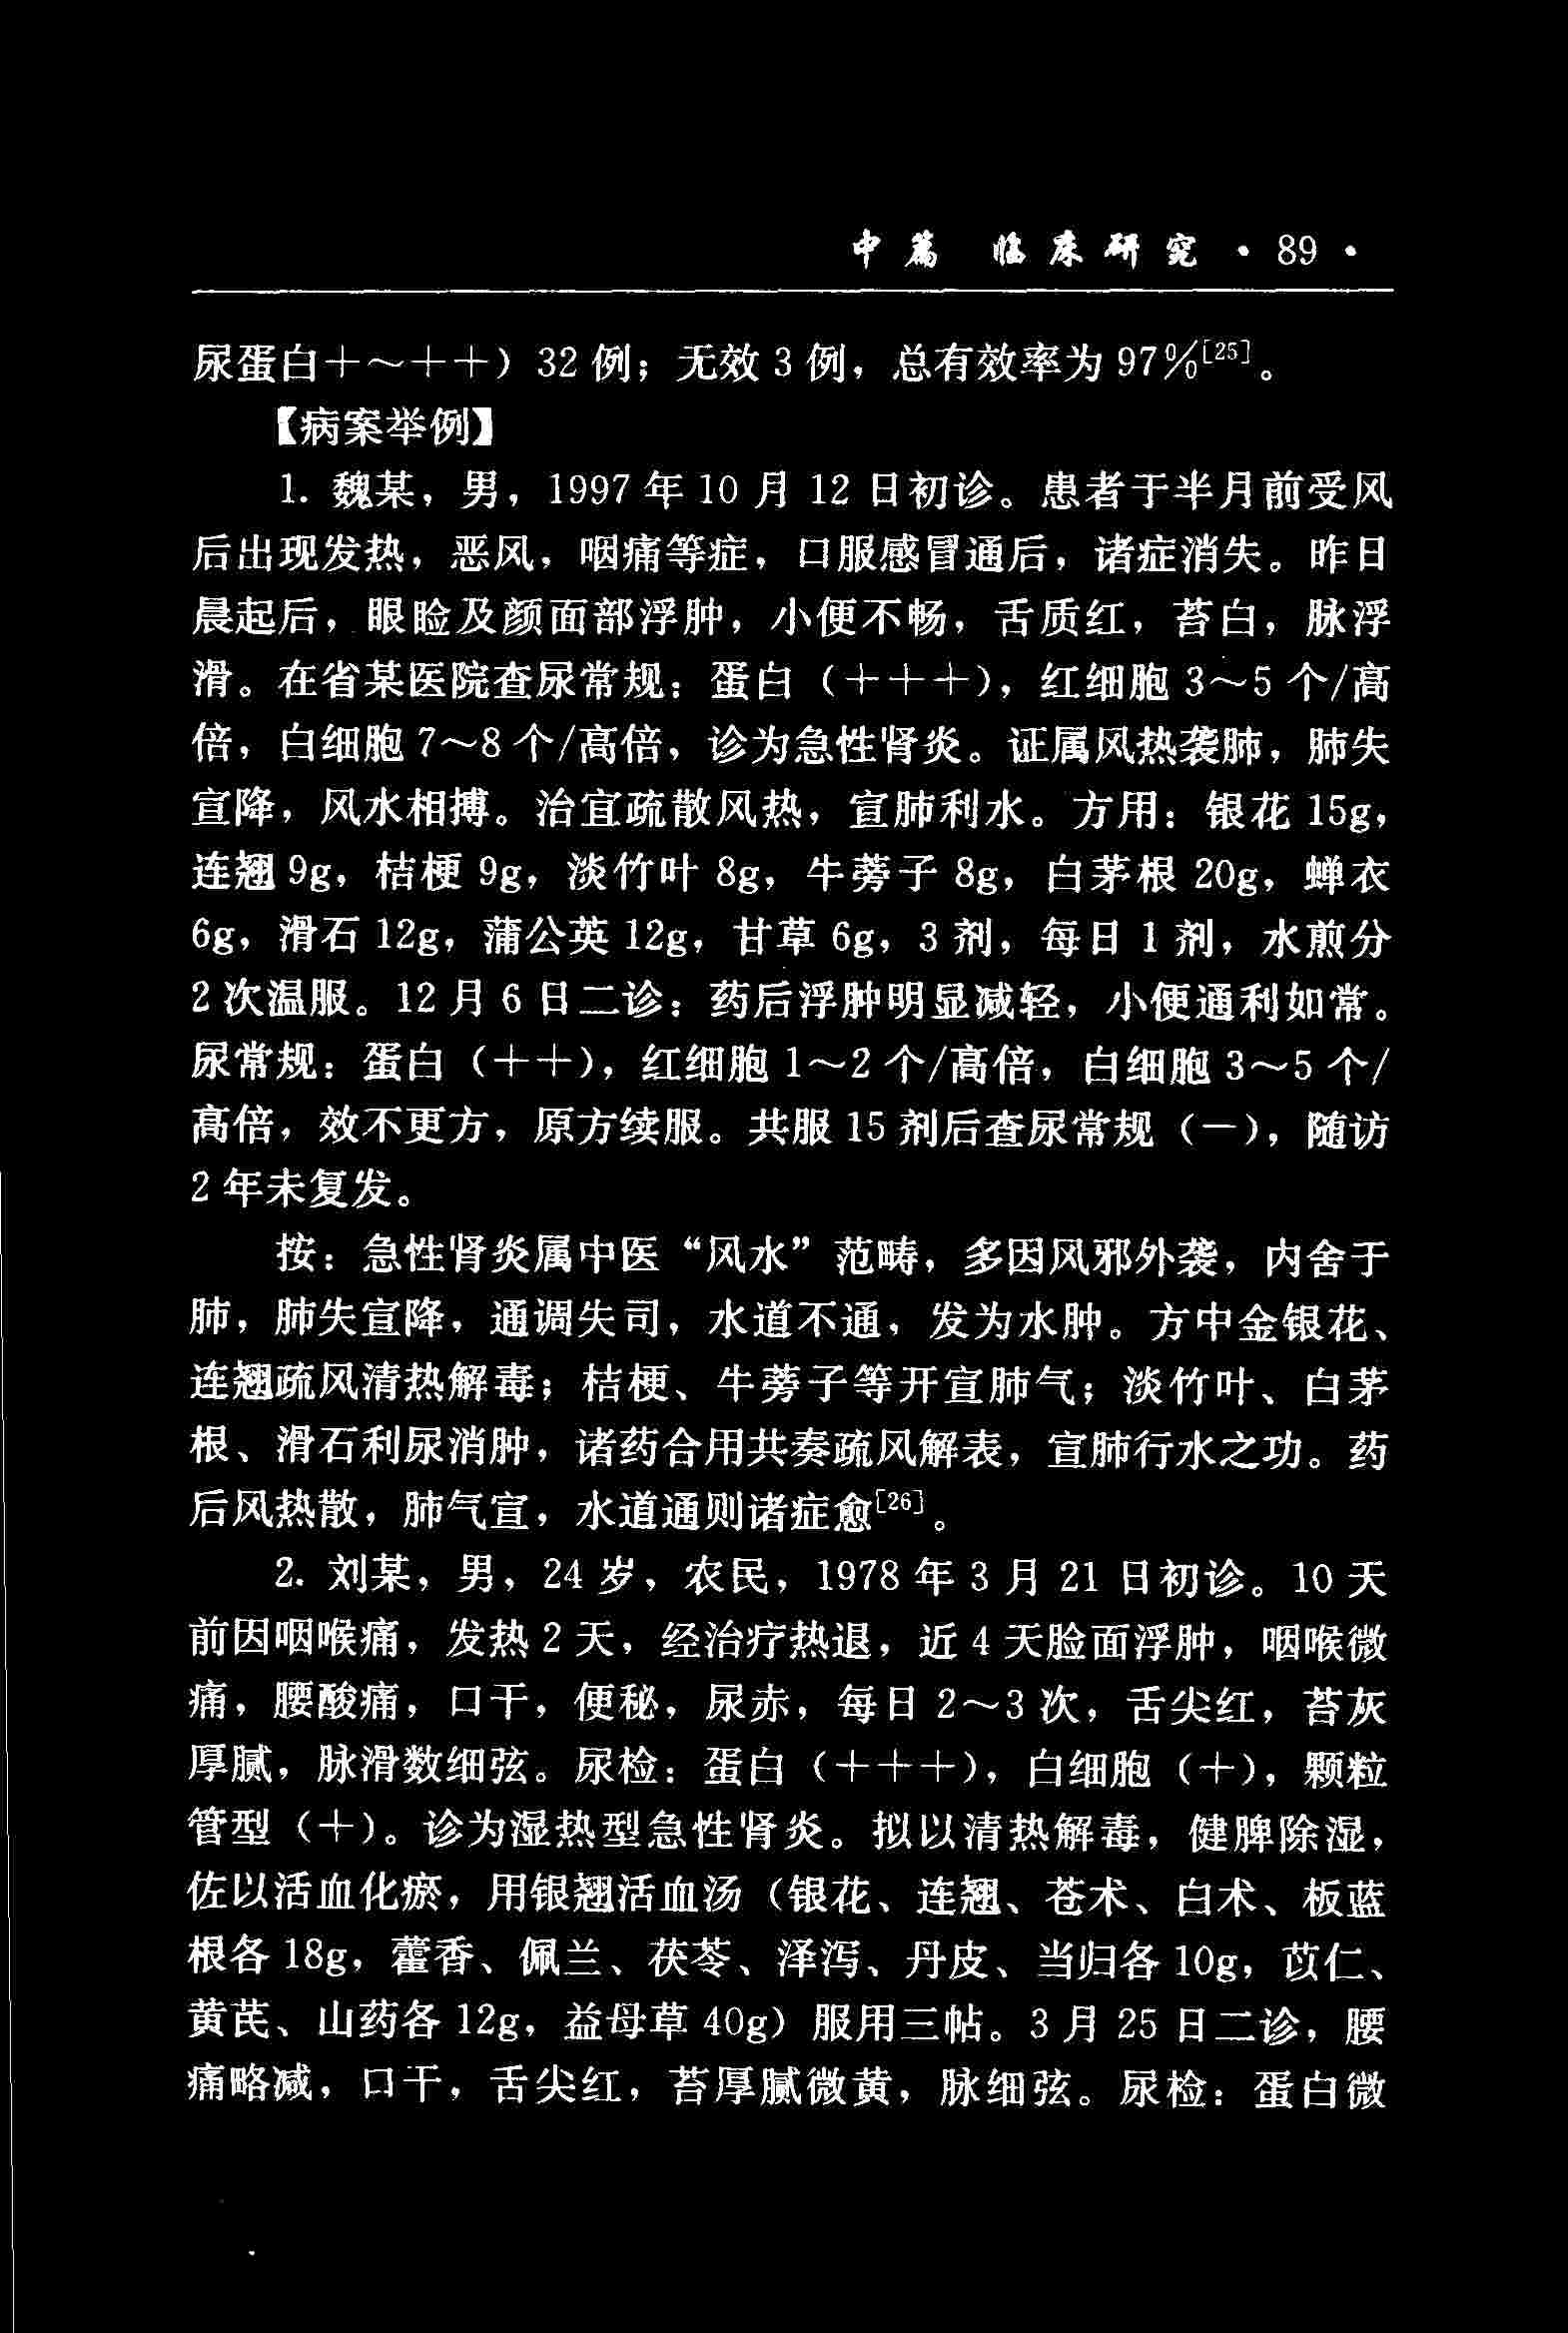 中篇 临床研究 · 89 ·
尿蛋白+～++）32 例；无效 3 例，总有效率为 97%[25]。
【病案举例】
1. 魏某，男，1997 年 10 月 12 日初诊。患者于半月前受风
后出现发热，恶风，咽痛等症，口服感冒通后，诸症消失。昨日
晨起后，眼睑及颜面部浮肿，小便不畅，舌质红，苔白，脉浮
滑。在省某医院查尿常规：蛋白（+++），红细胞 3～5 个/高
倍，白细胞 7～8 个/高倍，诊为急性肾炎。证属风热袭肺，肺失
宣降，风水相搏。治宜疏散风热，宣肺利水。方用：银花 15g，
连翘 9g，桔梗 9g，淡竹叶 8g，牛蒡子 8g，白茅根 20g，蝉衣
6g，滑石 12g，蒲公英 12g，甘草 6g，3 剂，每日 1 剂，水煎分
2 次温服。12 月 6 日二诊：药后浮肿明显减轻，小便通利如常。
尿常规：蛋白（++），红细胞 1～2 个/高倍，白细胞 3～5 个/
高倍，效不更方，原方续服。共服 15 剂后查尿常规（一），随访
2 年未复发。
按：急性肾炎属中医“风水”范畴，多因风邪外袭，内舍于
肺，肺失宣降，通调失司，水道不通，发为水肿。方中金银花、
连翘疏风清热解毒；桔梗、牛蒡子等开宣肺气；淡竹叶、白茅
根、滑石利尿消肿，诸药合用共奏疏风解表，宣肺行水之功。药
后风热散，肺气宣，水道通则诸症愈[26]。
2. 刘某，男，24 岁，农民，1978 年 3 月 21 日初诊。10 天
前因咽喉痛，发热 2 天，经治疗热退，近 4 天脸面浮肿，咽喉微
痛，腰酸痛，口干，便秘，尿赤，每日 2～3 次，舌尖红，苔灰
厚腻，脉滑数细弦。尿检：蛋白（+++），白细胞（+），颗粒
管型（+）。诊为湿热型急性肾炎。拟以清热解毒，健脾除湿，
佐以活血化瘀，用银翘活血汤（银花、连翘、苍术、白术、板蓝
根各 18g，藿香、佩兰、茯苓、泽泻、丹皮、当归各 10g，苡仁、
黄芪、山药各 12g，益母草 40g）服用三帖。3 月 25 日二诊，腰
痛略减，口干，舌尖红，苔厚腻微黄，脉细弦。尿检：蛋白微